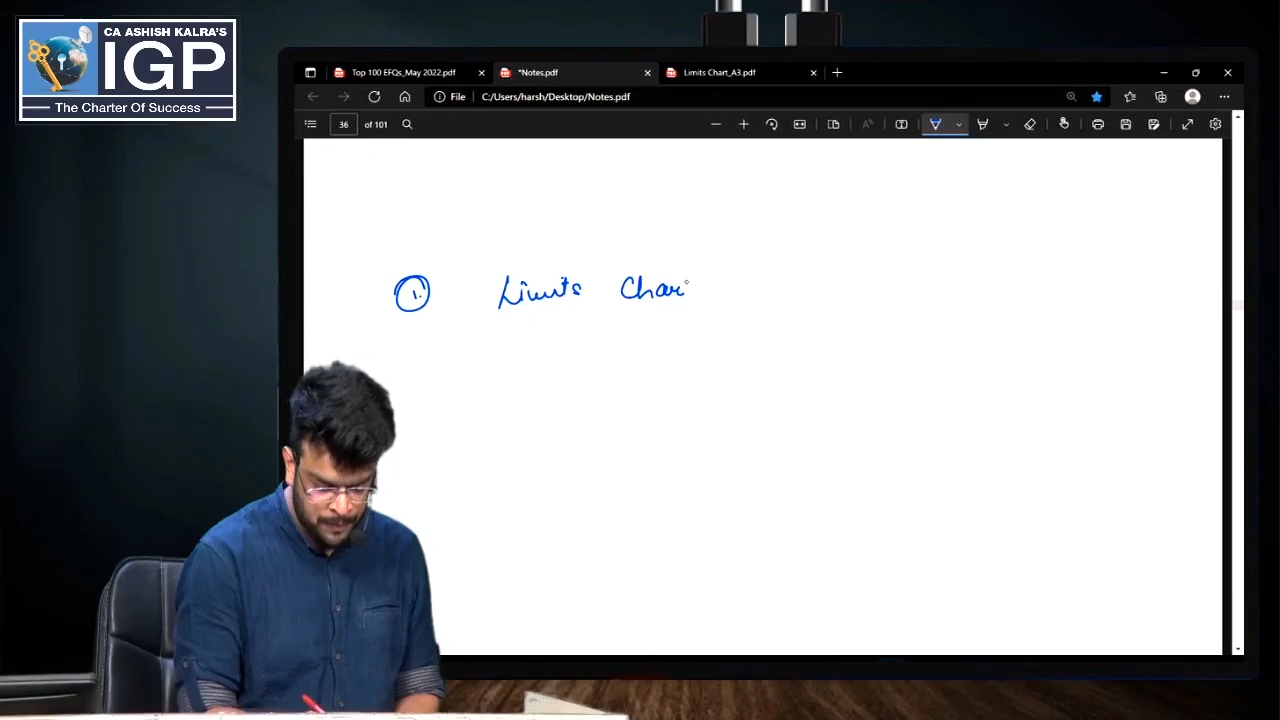 CA ASHISH KALRA'S
IGP
The Charter Of Success
Top 100 EFQs_May 2022.pdf
*Notes.pdf
Limits Chart_A3.pdf
File
C:/Users/harsh/Desktop/Notes.pdf
36 of 101
1. Limits Char